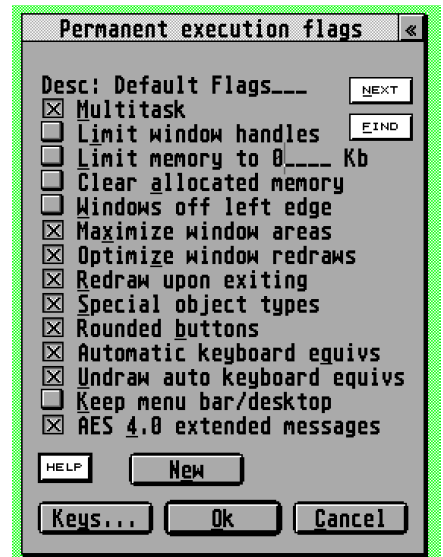 Permanent execution flags «
Desc: Default Flags___ NEXT
Multitask
Limit window handles FIND
Limit memory to 0____ Kb
Clear allocated memory
Windows off left edge
Maximize window areas
Optimize window redraws
Redraw upon exiting
Special object types
Rounded buttons
Automatic keyboard equivs
Undraw auto keyboard equivs
Keep menu bar/desktop
AES 4.0 extended messages
HELP New
Keys... Ok Cancel